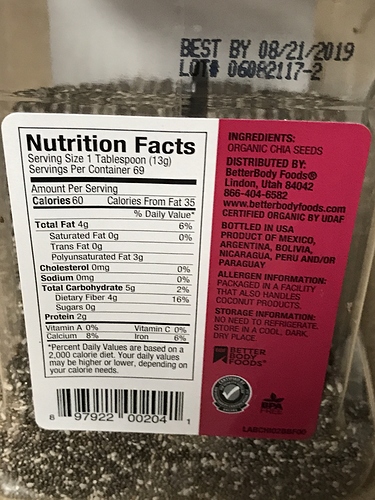 BEST BY 08/21/2019
LOT# 06082117-2
Nutrition Facts
Serving Size 1 Tablespoon (13g)
Servings Per Container 69
Amount Per Serving
Calories 60 Calories From Fat 35
% Daily Value*
Total Fat 4g 6%
Saturated Fat 0g 0%
Trans Fat 0g
Polyunsaturated Fat 3g
Cholesterol 0mg 0%
Sodium 0mg 0%
Total Carbohydrate 5g 2%
Dietary Fiber 4g 16%
Sugars 0g
Protein 2g
Vitamin A 0% Vitamin C 0%
Calcium 8% Iron 6%
*Percent Daily Values are based on a
2,000 calorie diet. Your daily values
may be higher or lower, depending on
your calorie needs.
8 97922 00204 1
INGREDIENTS:
ORGANIC CHIA SEEDS
DISTRIBUTED BY:
BetterBody Foods®
Lindon, Utah 84042
866-404-6582
www.betterbodyfoods.com
CERTIFIED ORGANIC BY UDAF
BOTTLED IN USA
PRODUCT OF MEXICO,
ARGENTINA, BOLIVIA,
NICARAGUA, PERU AND/OR
PARAGUAY
ALLERGEN INFORMATION:
PACKAGED IN A FACILITY
THAT ALSO HANDLES
COCONUT PRODUCTS.
STORAGE INFORMATION:
NO NEED TO REFRIGERATE.
STORE IN A COOL, DARK,
DRY PLACE.
BETTER
BODY
FOODS®
BPA